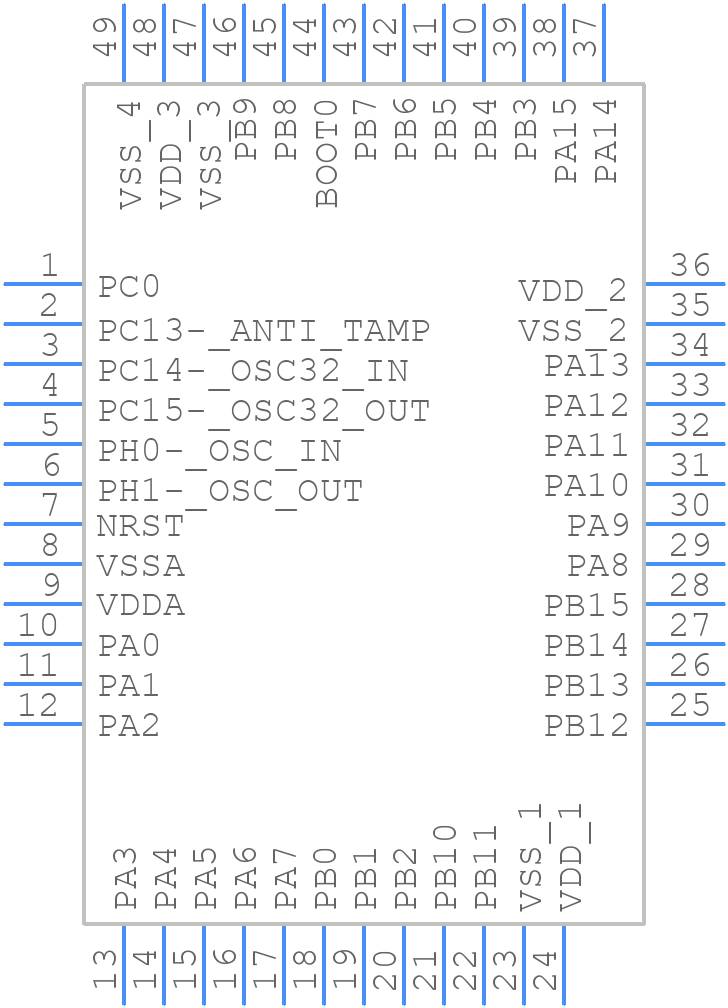 49 48 47 46 45 44 43 42 41 40 39 38 37
VSS_4 VDD_3 VSS_3 PB9 PB8 BOOT0 PB7 PB6 PB5 PB4 PB3 PA15 PA14
1 PC0 VDD_2 36
2 PC13-_ANTI_TAMP VSS_2 35
3 PC14-_OSC32_IN PA13 34
4 PC15-_OSC32_OUT PA12 33
5 PH0-_OSC_IN PA11 32
6 PH1-_OSC_OUT PA10 31
7 NRST PA9 30
8 VSSA PA8 29
9 VDDA PB15 28
10 PA0 PB14 27
11 PA1 PB13 26
12 PA2 PB12 25
PA3 PA4 PA5 PA6 PA7 PB0 PB1 PB2 PB10 PB11 VSS_1 VDD_1
13 14 15 16 17 18 19 20 21 22 23 24